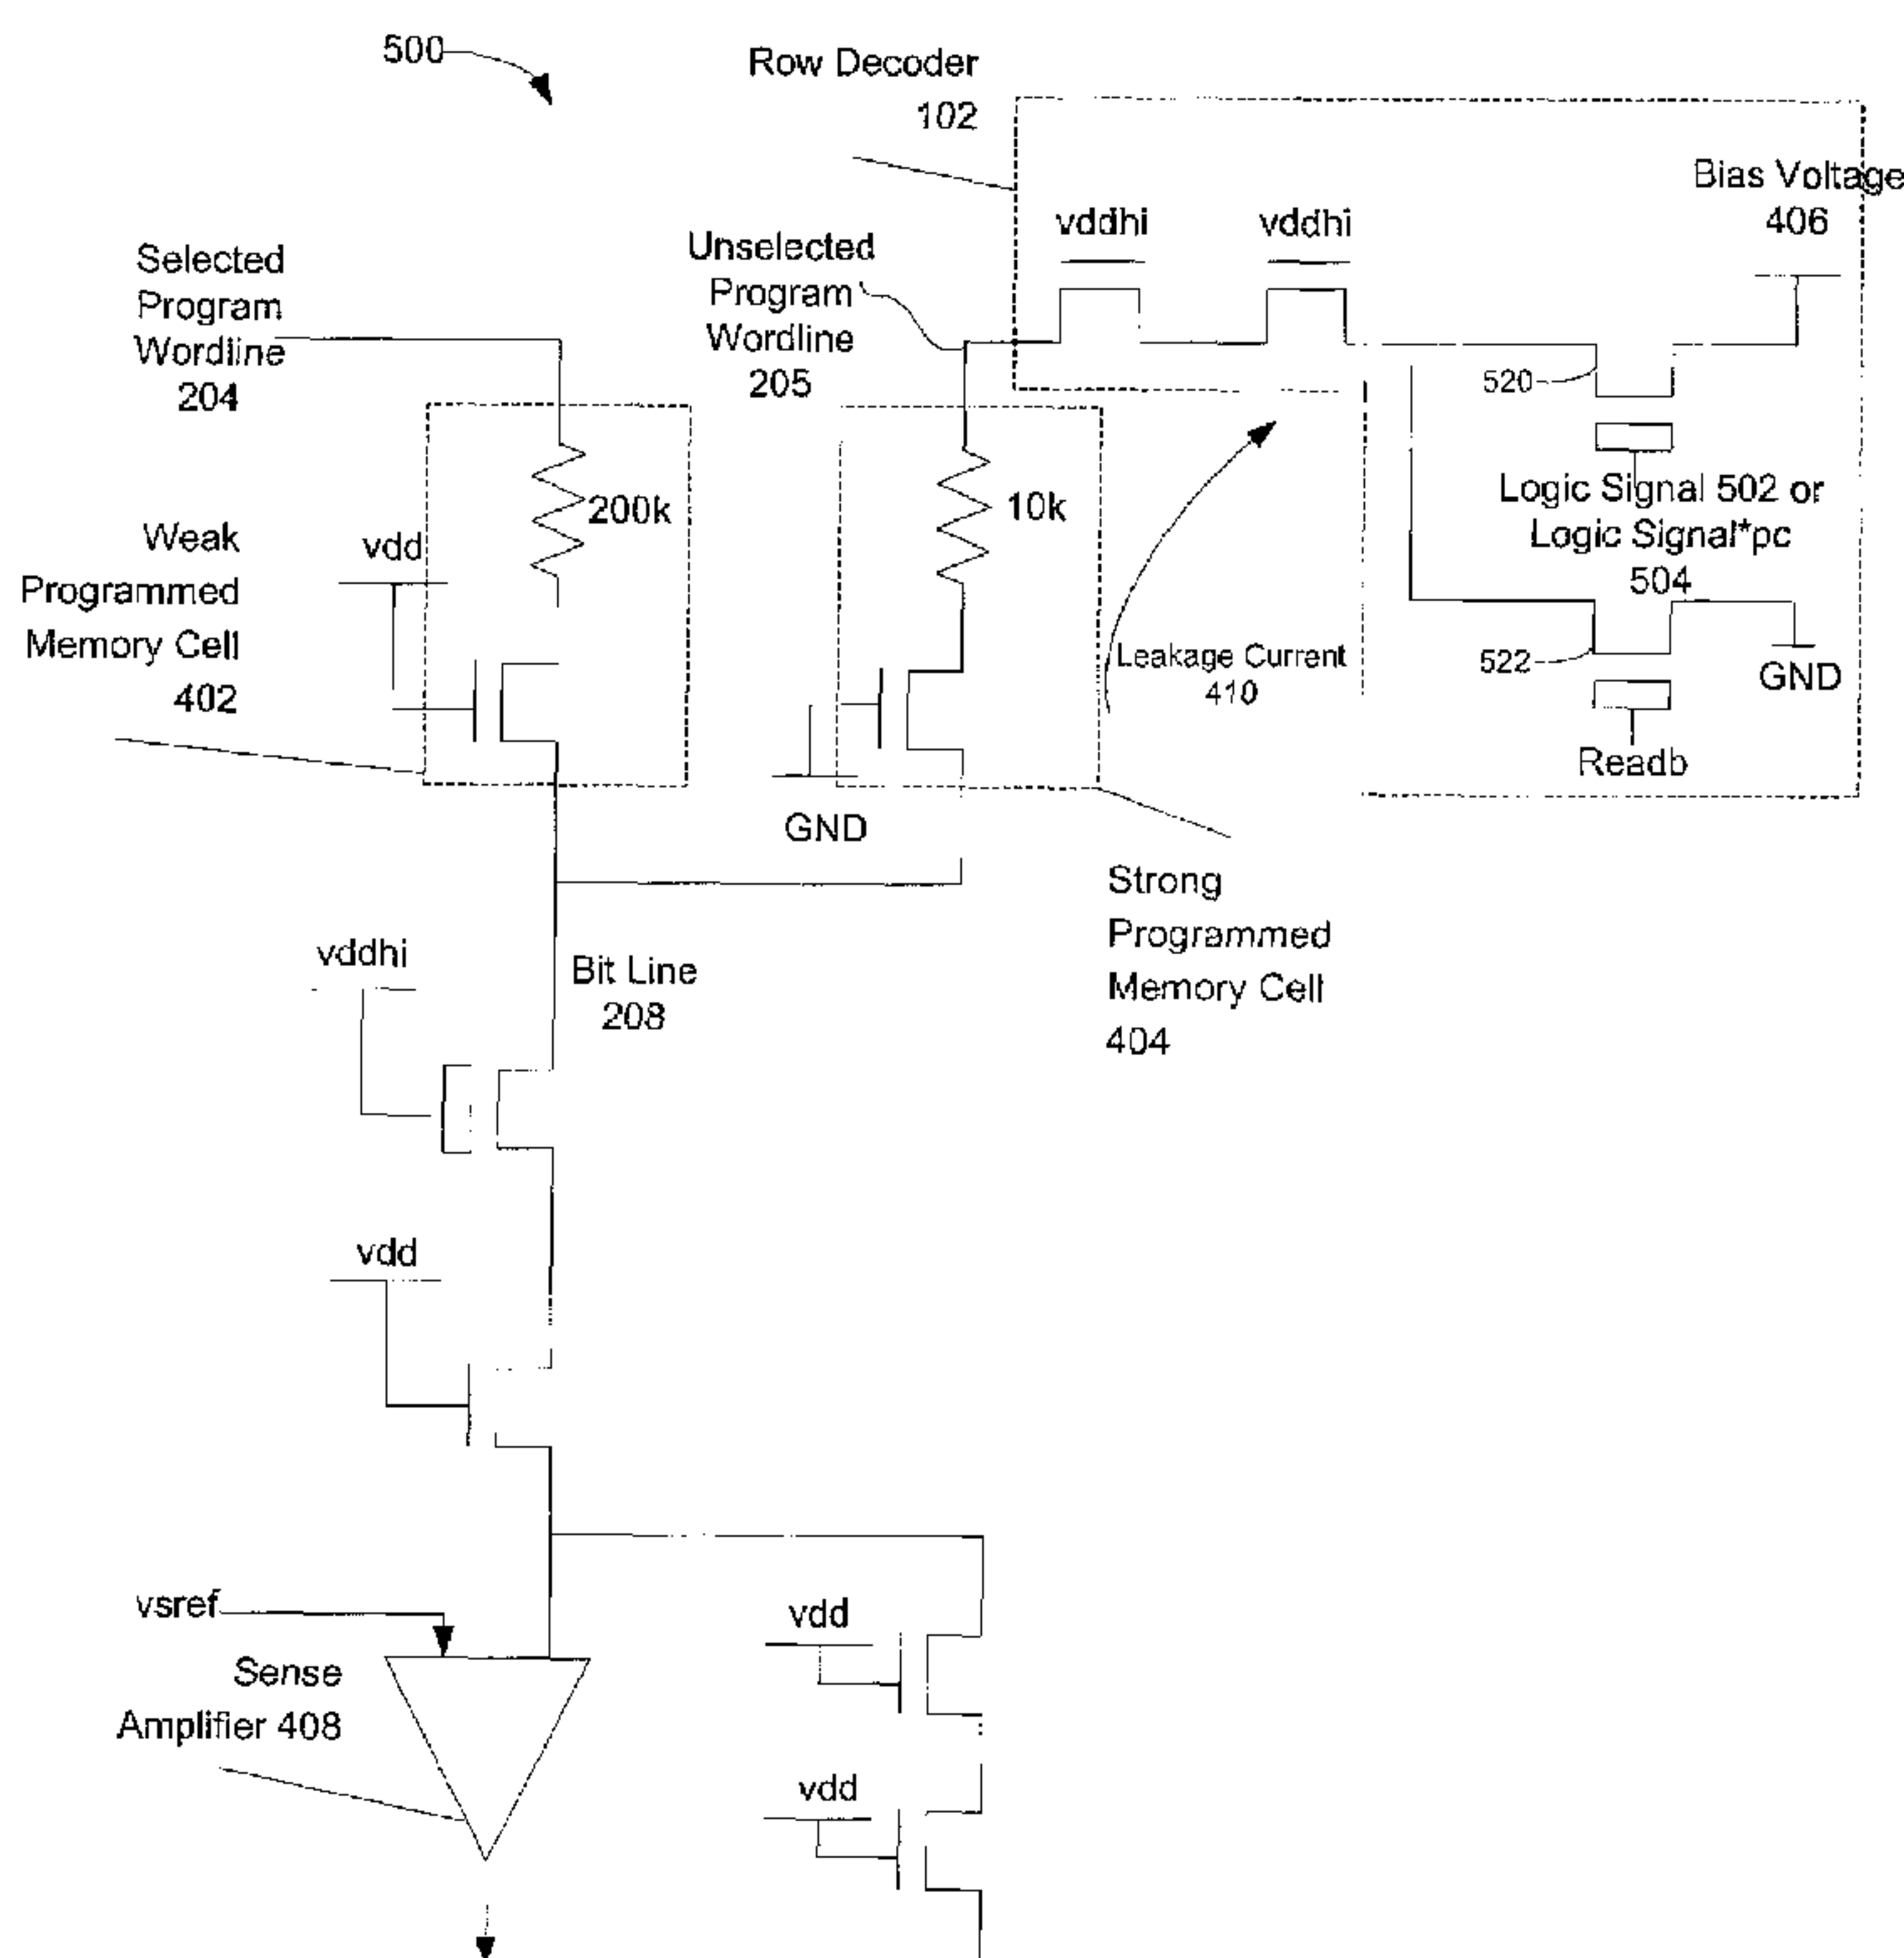 500
Row Decoder
102
Bias Voltage
406
vddhi
vddhi
Selected
Program
Wordline
204
Unselected
Program
Wordline
205
520
Logic Signal 502 or
Logic Signal*pc
504
200k
10k
Weak
Programmed
Memory Cell
402
vdd
Leakage Current
410
522
GND
Readb
GND
Strong
Programmed
Memory Cell
404
vddhi
Bit Line
208
vdd
vsref
Sense
Amplifier 408
vdd
vdd